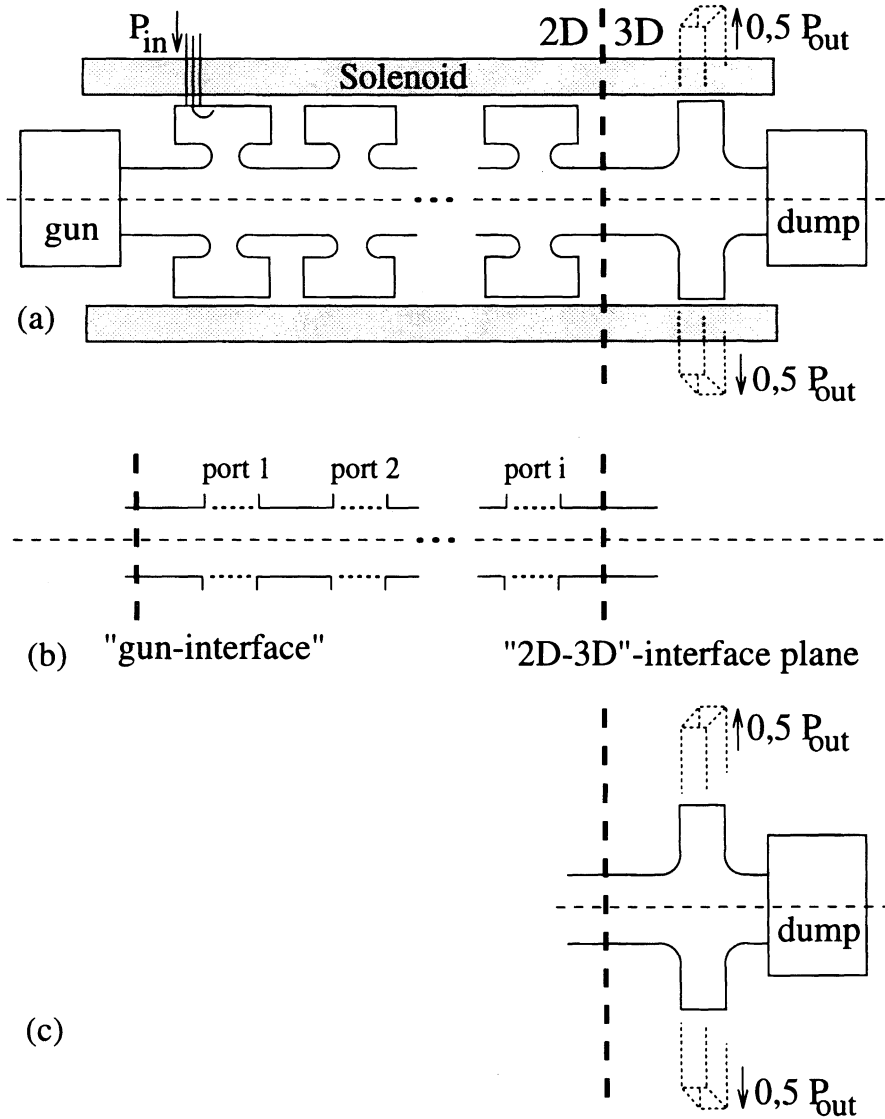 P_in
2D 3D
0,5 P_out
Solenoid
gun
...
dump
(a)
0,5 P_out
port 1
port 2
port i
...
(b)
"gun-interface"
"2D-3D"-interface plane
0,5 P_out
dump
(c)
0,5 P_out